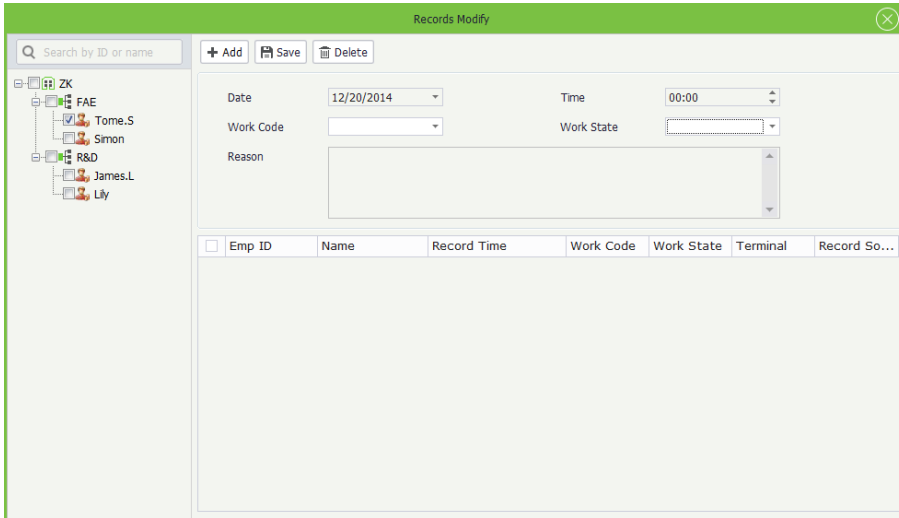 Records Modify
Search by ID or name
Add Save Delete
ZK
FAE
Tome.S
Simon
R&D
James.L
Lily
Date 12/20/2014 Time 00:00
Work Code Work State
Reason
Emp ID Name Record Time Work Code Work State Terminal Record So...